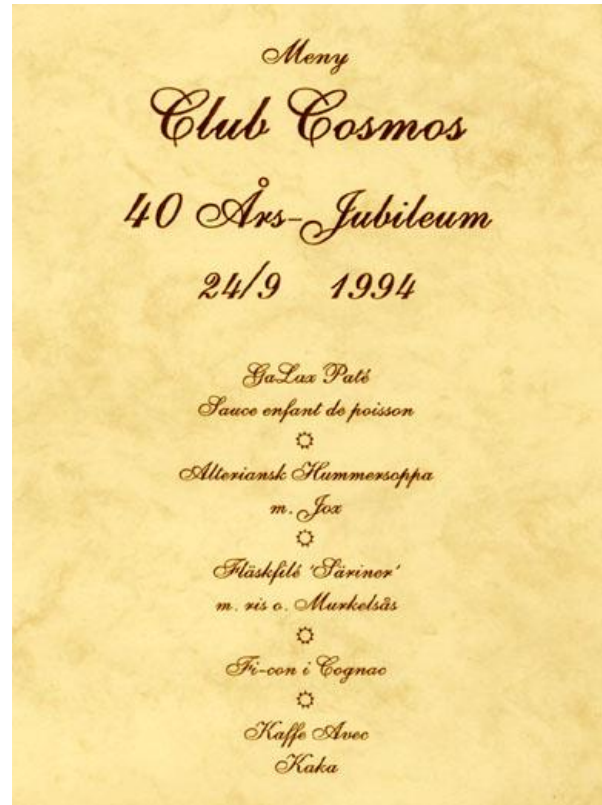 Meny
Club Cosmos
40 Års-Jubileum
24/9 1994
GaLax Paté
Sauce enfant de poisson
Alteriansk Hummersoppa
m. Jox
Fläskfilé 'Säriner'
m. ris o. Murkelsås
Fi-con i Cognac
Kaffe Avec
Kaka